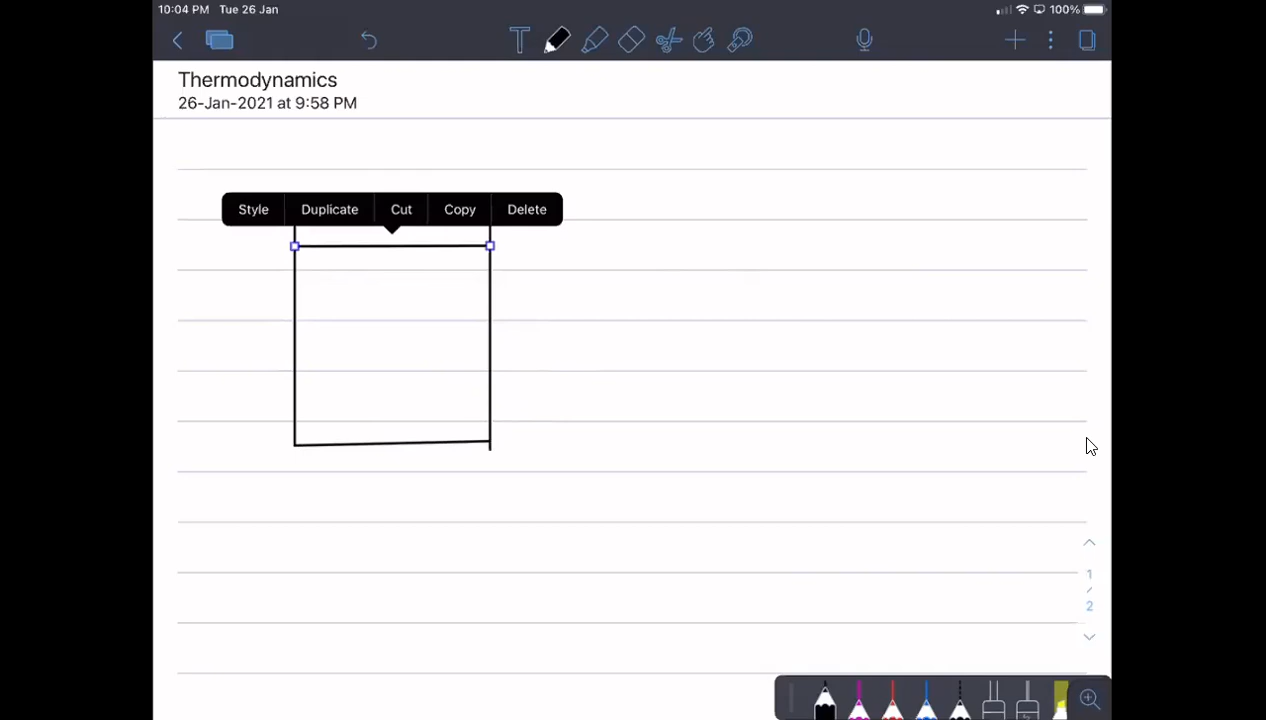 10:04 PM Tue 26 Jan 100%
T
Thermodynamics
26-Jan-2021 at 9:58 PM
Style Duplicate Cut Copy Delete
1
/
2